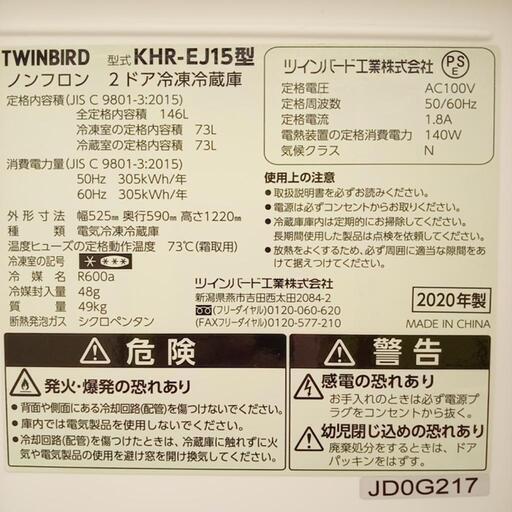 TWINBIRD 型式 KHR-EJ15型
ノンフロン 2ドア冷凍冷蔵庫
定格内容積(JIS C 9801-3:2015)
全定格内容積 146L
冷凍室の定格内容積 73L
冷蔵室の定格内容積 73L
消費電力量(JIS C 9801-3:2015)
50Hz 305kWh/年
60Hz 305kWh/年
外形寸法 幅525mm 奥行590mm 高さ1220mm
種類 電気冷凍冷蔵庫
温度ヒューズの定格動作温度 73℃(霜取用)
冷凍室の記号
冷媒名 R600a
冷媒封入量 48g
質量 49kg
断熱発泡ガス シクロペンタン
ツインバード工業株式会社
PS
E
定格電圧 AC100V
定格周波数 50/60Hz
定格電流 1.8A
電熱装置の定格消費電力 140W
気候クラス N
使用上の注意
●取扱説明書を必ずお読みください。
●電源は必ずコンセントからお取りください。
●冷蔵庫庫内は定期的にお掃除してください。
長期間使用した製品は点検を依頼してください。
●放熱をよくするため、必ず周囲に適当な隙間をあ
けて据え付けてください。
ツインバード工業株式会社
新潟県燕市吉田西太田2084-2
(フリーダイヤル)0120-060-620
(FAXフリーダイヤル)0120-577-210
2020年製
MADE IN CHINA
危険
発火・爆発の恐れあり
●背面や側面にある冷却回路(配管)を傷つけないでください。
●庫内では電気製品を使用しないでください。
●冷却回路(配管)を傷つけたときは、冷蔵庫に触れずに火
気や電気製品の使用を避け窓を開け換気してください。
警告
感電の恐れあり
お手入れのときは必ず電源プ
ラグをコンセントから抜く。
幼児閉じ込めの恐れあり
廃棄処分をするときは、ドア
パッキンをはずす。
JD0G217